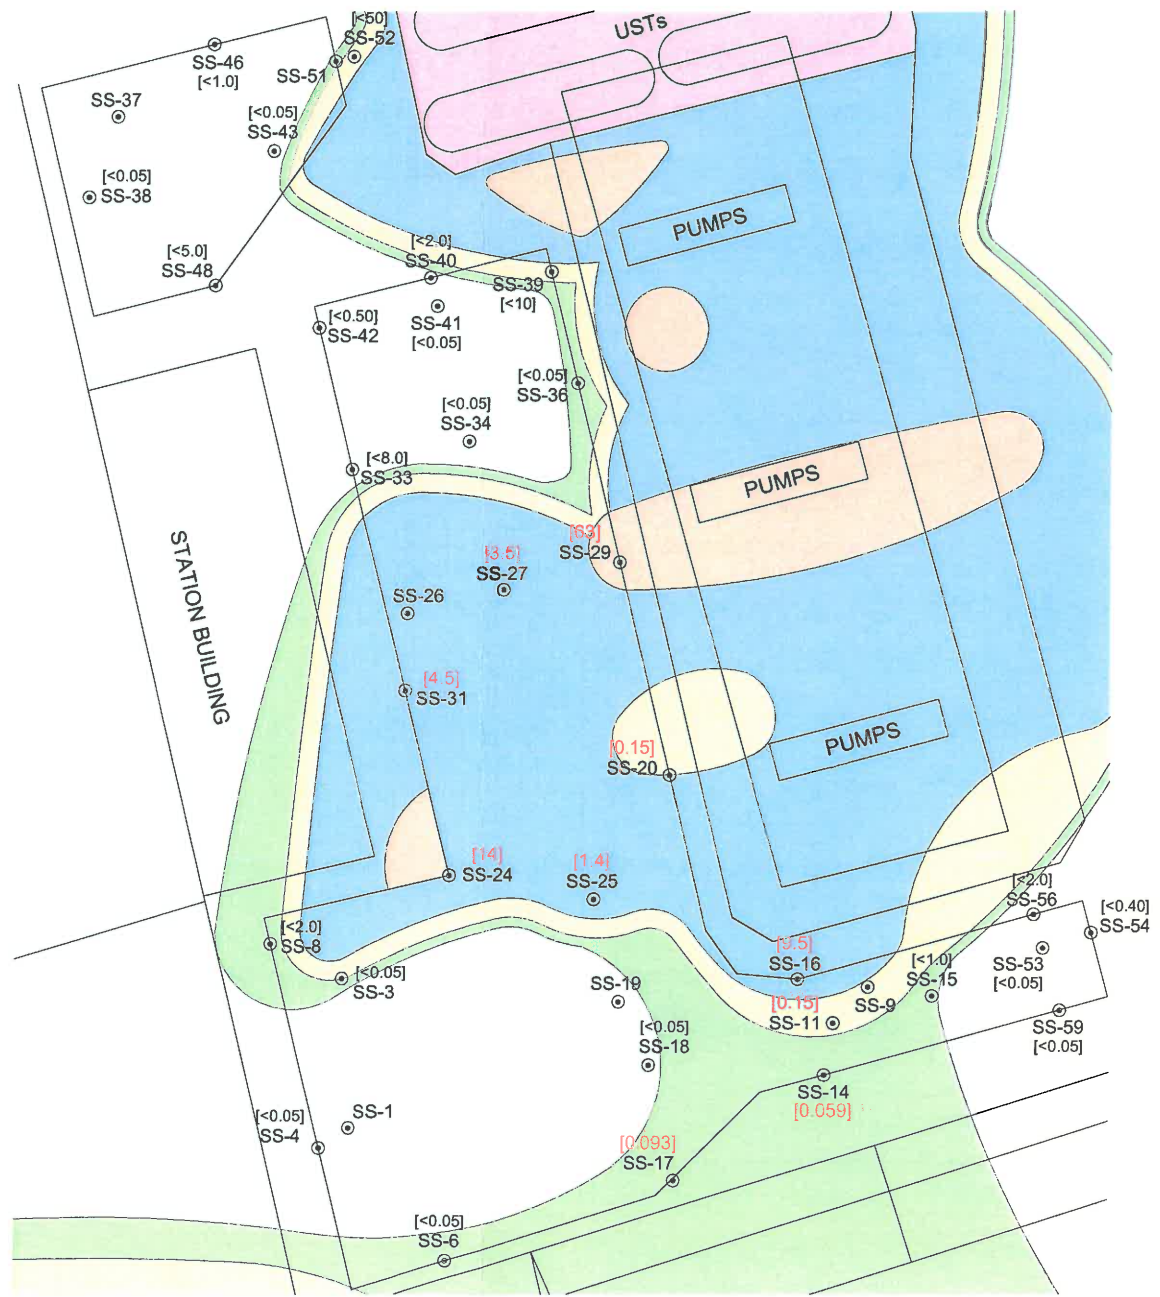 [<50]
SS-52
USTs
SS-46
[<1.0]
SS-51
SS-37
[<0.05]
SS-43
[<0.05]
SS-38
PUMPS
[<5.0]
SS-48
[<2.0]
SS-40
SS-39
[<10]
[<0.50]
SS-42
SS-41
[<0.05]
[<0.05]
SS-36
[<0.05]
SS-34
[<8.0]
SS-33
PUMPS
STATION BUILDING
[63]
SS-29
[3.5]
SS-27
SS-26
[4.5]
SS-31
[0.15]
SS-20
PUMPS
[14]
SS-24
[1.4]
SS-25
[<2.0]
SS-56
[<0.40]
SS-54
[<2.0]
SS-8
[<0.05]
SS-3
[9.5]
SS-16
[<1.0]
SS-15
SS-53
[<0.05]
SS-19
[0.15]
SS-11
SS-9
SS-59
[<0.05]
[<0.05]
SS-18
SS-14
[0.059]
[<0.05]
SS-4
SS-1
[0.093]
SS-17
[<0.05]
SS-6